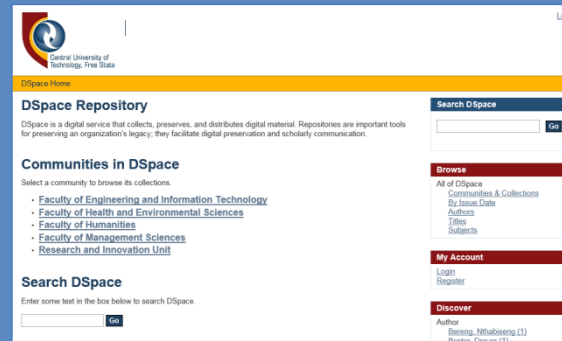 Central University of
Technology, Free State
DSpace Home
DSpace Repository
DSpace is a digital service that collects, preserves, and distributes digital material. Repositories are important tools
for preserving an organization's legacy; they facilitate digital preservation and scholarly communication.
Communities in DSpace
Select a community to browse its collections.
Faculty of Engineering and Information Technology
Faculty of Health and Environmental Sciences
Faculty of Humanities
Faculty of Management Sciences
Research and Innovation Unit
Search DSpace
Enter some text in the box below to search DSpace.
Go
Search DSpace
Go
Browse
All of DSpace
Communities & Collections
By Issue Date
Authors
Titles
Subjects
My Account
Login
Register
Discover
Author
Bereng, Nthabiseng (1)